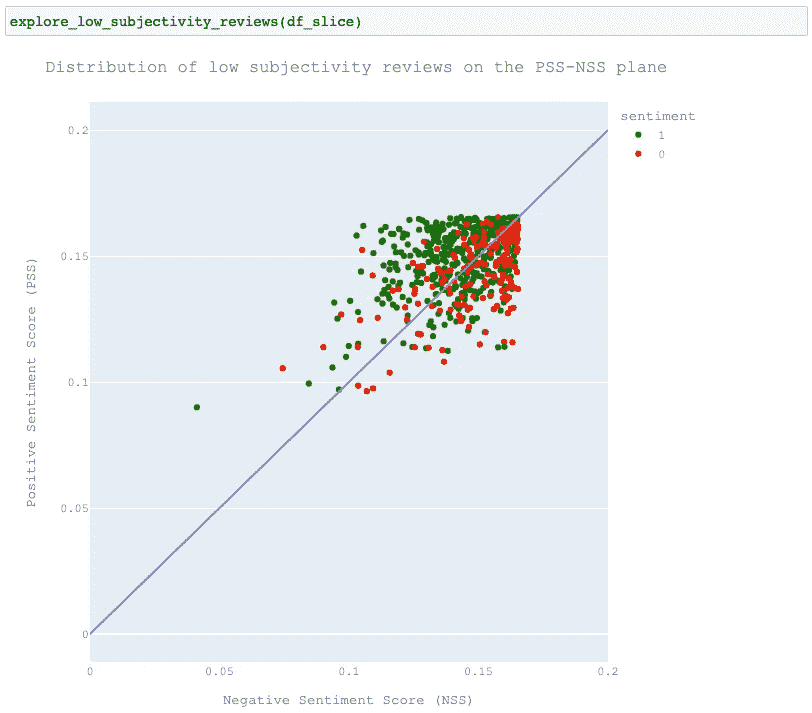 explore_low_subjectivity_reviews(df_slice)
Distribution of low subjectivity reviews on the PSS-NSS plane
sentiment
1
0
0.2
0.15
0.1
0.05
0
Positive Sentiment Score (PSS)
0
0.05
0.1
0.15
0.2
Negative Sentiment Score (NSS)